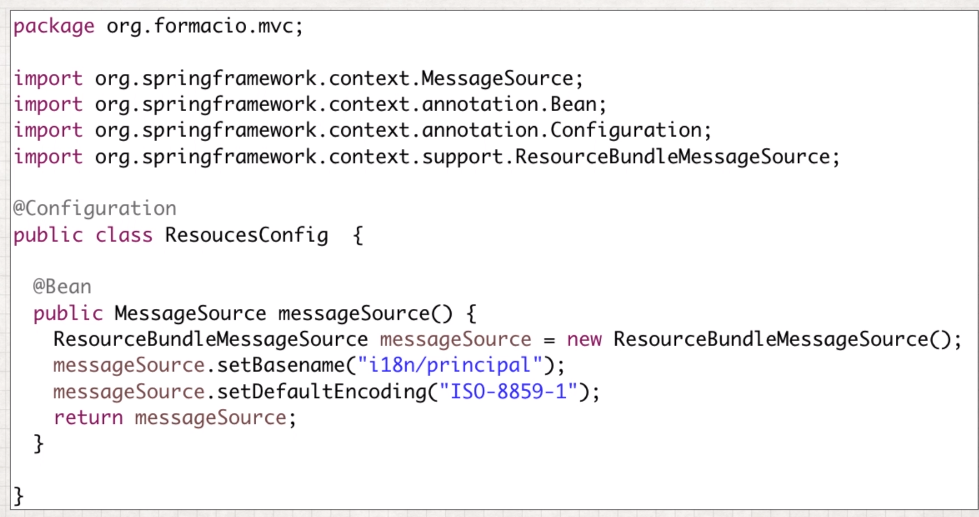 package org.formacio.mvc;
import org.springframework.context.MessageSource;
import org.springframework.context.annotation.Bean;
import org.springframework.context.annotation.Configuration;
import org.springframework.context.support.ResourceBundleMessageSource;
@Configuration
public class ResoucesConfig  {
@Bean
public MessageSource messageSource() {
ResourceBundleMessageSource messageSource = new ResourceBundleMessageSource();
messageSource.setBasename("i18n/principal");
messageSource.setDefaultEncoding("ISO-8859-1");
return messageSource;
}
}